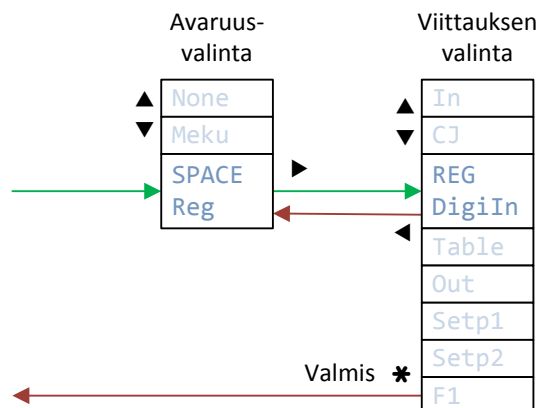 Avaruus-
valinta
Viittauksen
valinta
None
Meku
SPACE
Reg
In
CJ
REG
DigiIn
Table
Out
Setp1
Setp2
F1
Valmis *